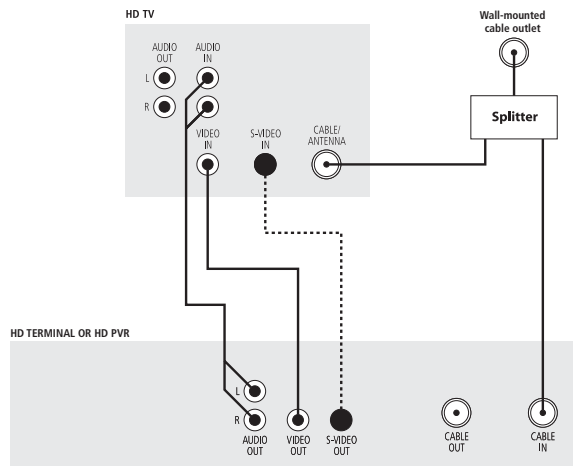 HD TV
Wall-mounted
cable outlet
AUDIO
OUT
AUDIO
IN
L
R
Splitter
VIDEO
IN
S-VIDEO
IN
CABLE/
ANTENNA
HD TERMINAL OR HD PVR
L
R
AUDIO
OUT
VIDEO
OUT
S-VIDEO
OUT
CABLE
OUT
CABLE
IN